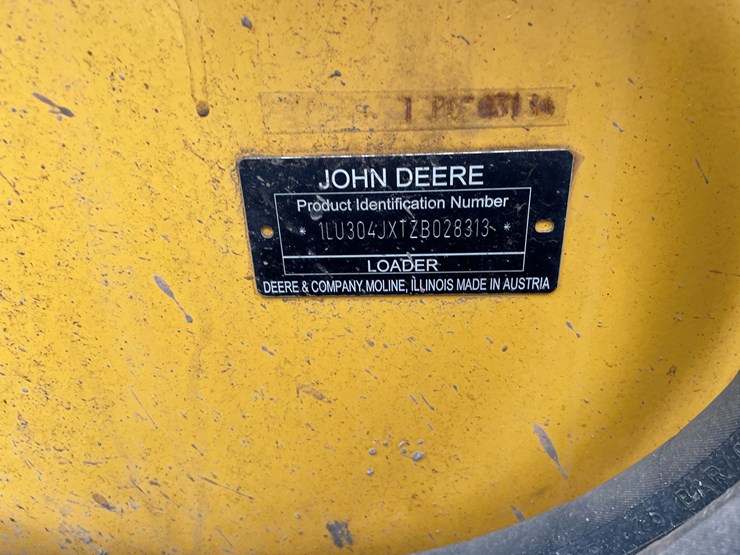 JOHN DEERE
Product Identification Number
* 1LU304JXTZB028313 *
LOADER
DEERE & COMPANY, MOLINE, ILLINOIS MADE IN AUSTRIA